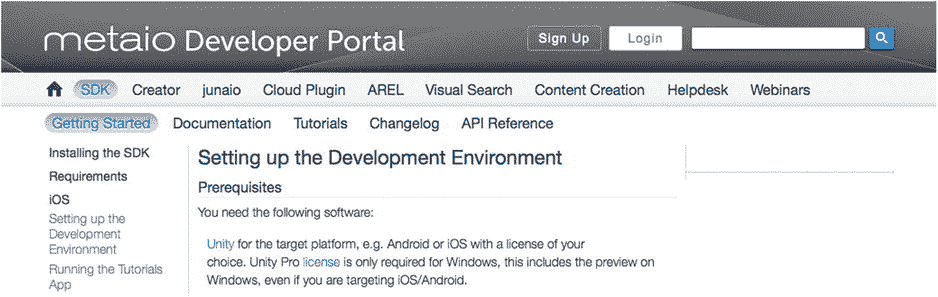 metaio Developer Portal
Sign Up
Login
SDK Creator junaio Cloud Plugin AREL Visual Search Content Creation Helpdesk Webinars
Getting Started Documentation Tutorials Changelog API Reference
Installing the SDK
Requirements
iOS
Setting up the
Development
Environment
Running the Tutorials
App
Setting up the Development Environment
Prerequisites
You need the following software:
Unity for the target platform, e.g. Android or iOS with a license of your
choice. Unity Pro license is only required for Windows, this includes the preview on
Windows, even if you are targeting iOS/Android.